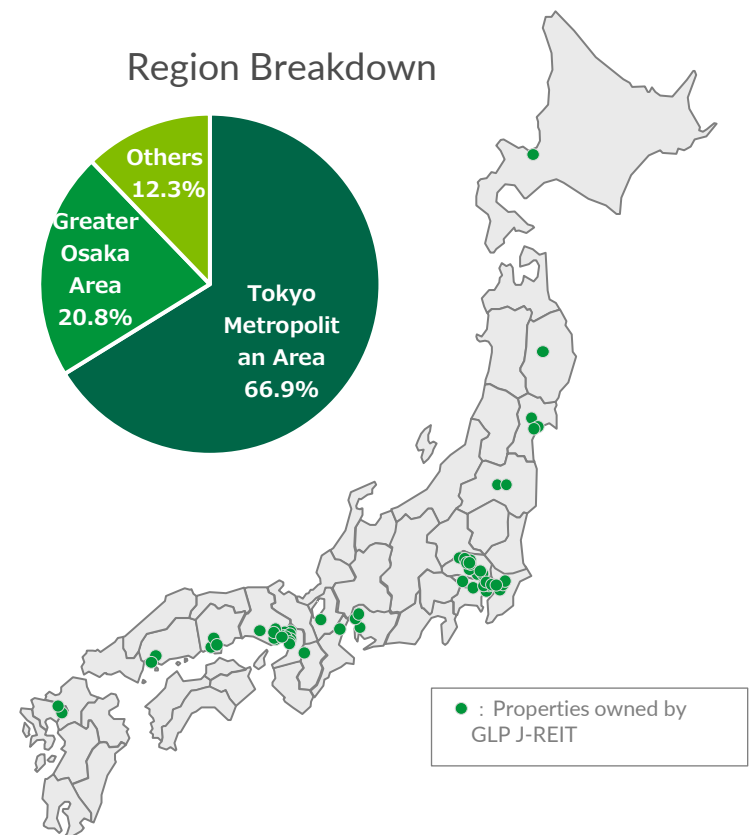 Region Breakdown
Others
12.3%
Greater
Osaka
Area
20.8%
Tokyo
Metropolit
an Area
66.9%
: Properties owned by
GLP J-REIT